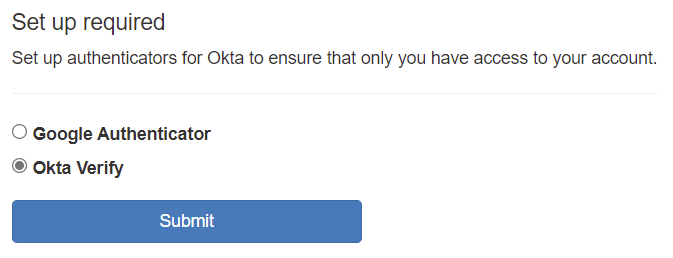 Set up required
Set up authenticators for Okta to ensure that only you have access to your account.
Google Authenticator
Okta Verify
Submit